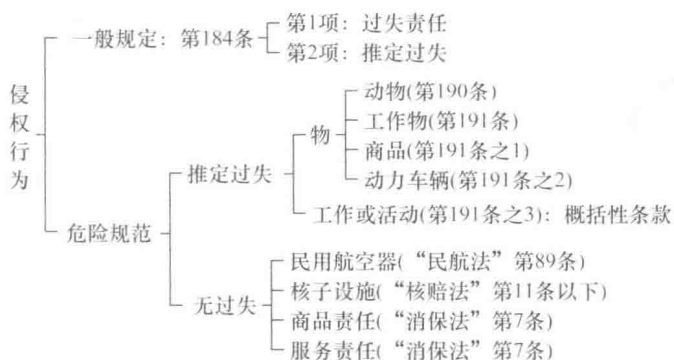 侵权行为
一般规定：第184条
第1项：过失责任
第2项：推定过失
危险规范
推定过失
物
动物(第190条)
工作物(第191条)
商品(第191条之1)
动力车辆(第191条之2)
工作或活动(第191条之3)：概括性条款
无过失
民用航空器(“民航法”第89条)
核子设施(“核赔法”第11条以下)
商品责任(“消保法”第7条)
服务责任(“消保法”第7条)